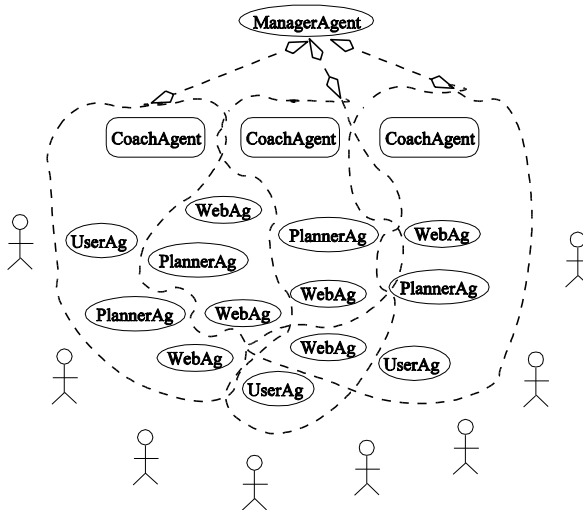 ManagerAgent
CoachAgent CoachAgent CoachAgent
WebAg
UserAg PlannerAg WebAg
PlannerAg
WebAg PlannerAg
PlannerAg WebAg
WebAg WebAg
UserAg
UserAg